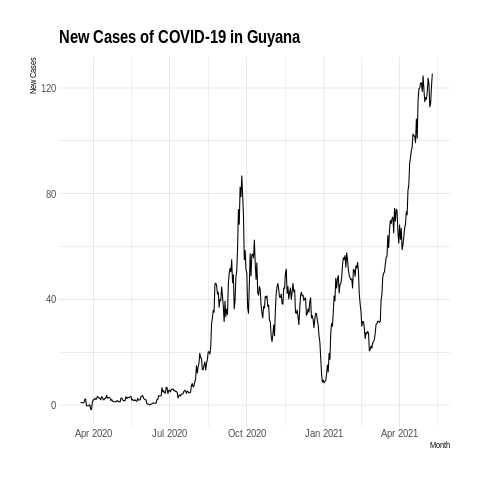 New Cases of COVID-19 in Guyana
New Cases
120
80
40
0
Apr 2020 Jul 2020 Oct 2020 Jan 2021 Apr 2021
Month